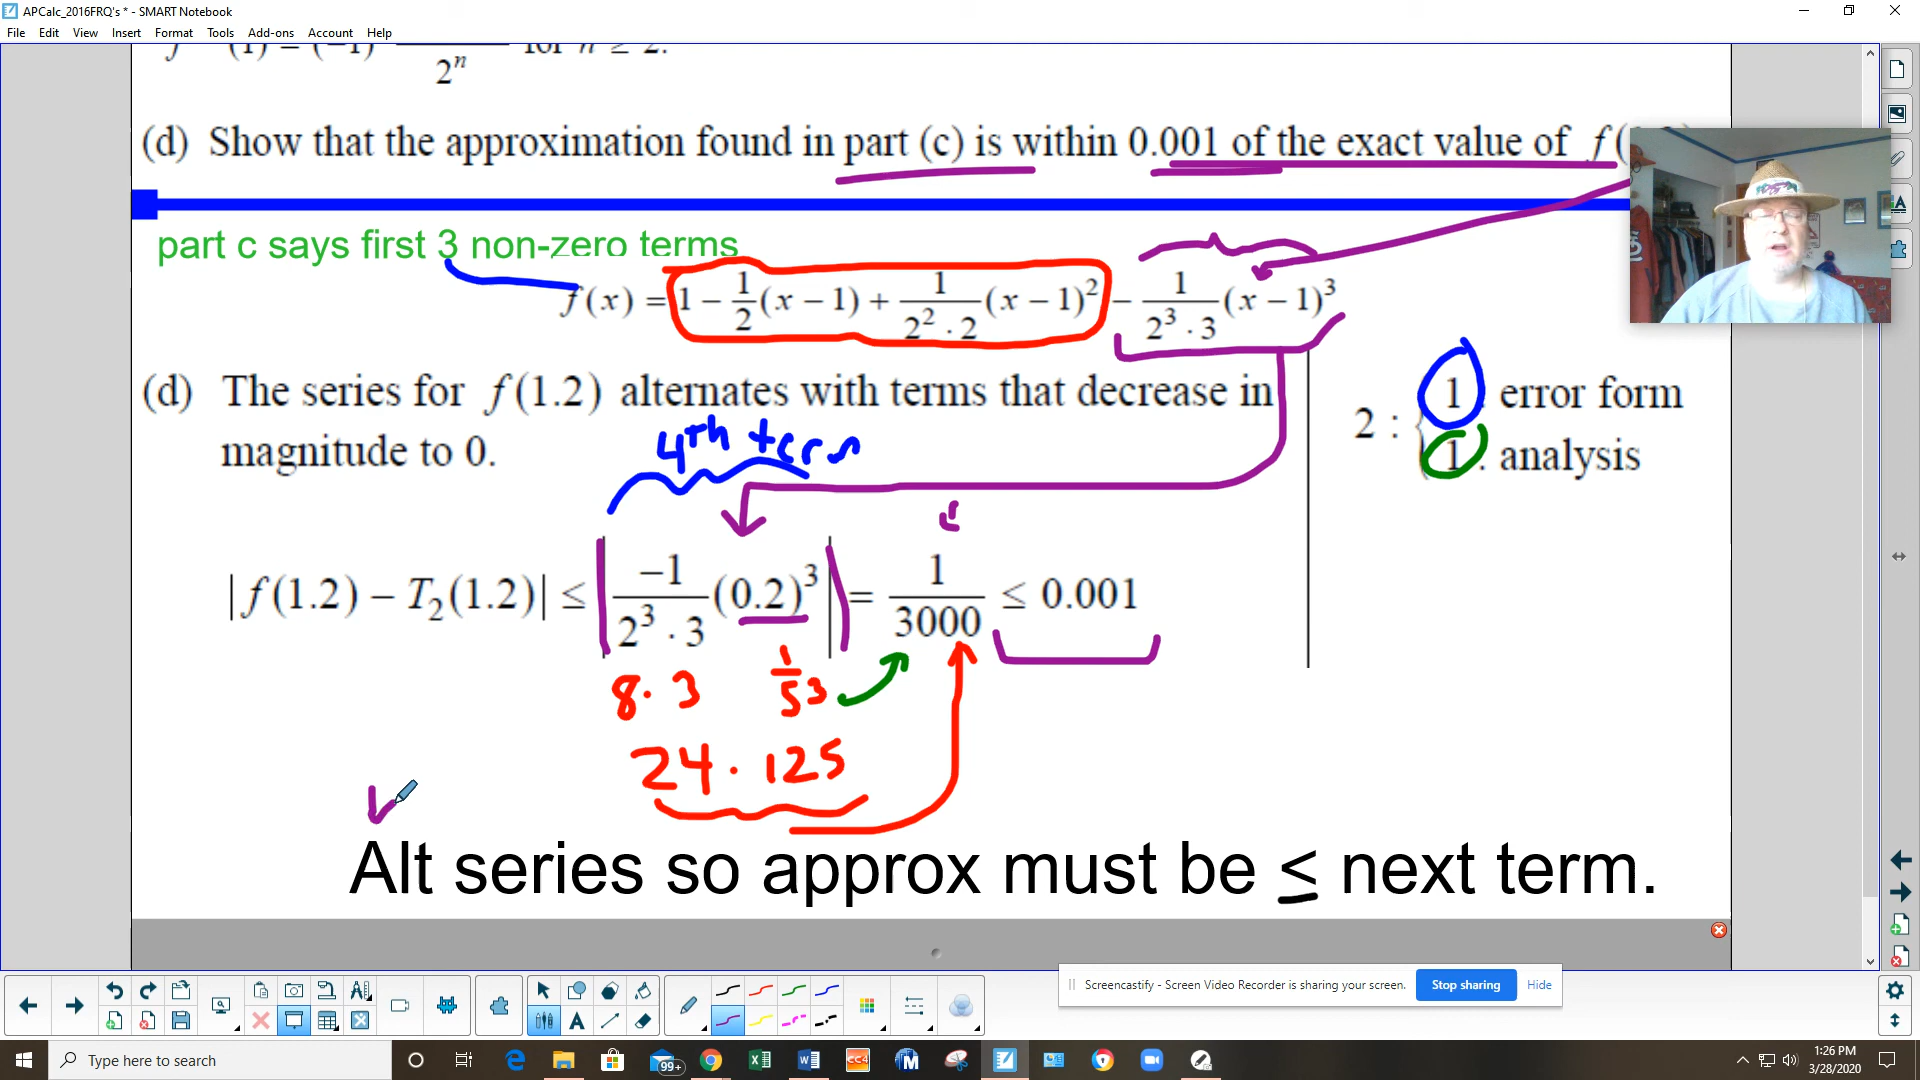 APCalc_2016FRQ's * - SMART Notebook
File Edit View Insert Format Tools Add-ons Account Help
2ⁿ for n ≥ 2.
(d) Show that the approximation found in part (c) is within 0.001 of the exact value of f(
part c says first 3 non-zero terms
f(x) = 1 − 1/2 (x − 1) + 1/(2² · 2) (x − 1)² − 1/(2³ · 3) (x − 1)³
(d) The series for f(1.2) alternates with terms that decrease in
magnitude to 0.
2 : { 1 : error form
1 : analysis
4th term
|f(1.2) − T₂(1.2)| ≤ |−1/(2³ · 3) (0.2)³| = 1/3000 ≤ 0.001
8 · 3 1/5³
24 · 125
Alt series so approx must be ≤ next term.
Screencastify - Screen Video Recorder is sharing your screen. Stop sharing Hide
Type here to search
99+
CC4
1:26 PM
3/28/2020